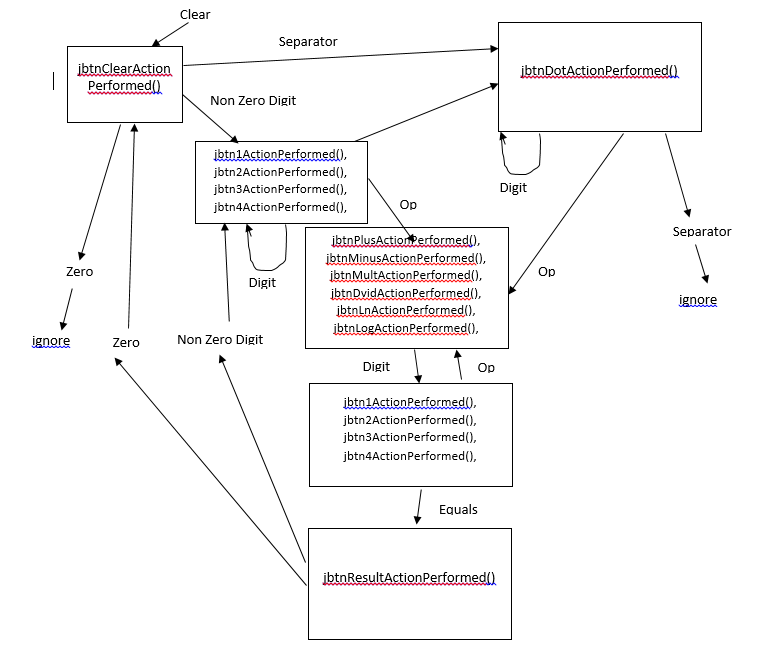 Clear
Separator
jbtnClearAction
Performed()
jbtnDotActionPerformed()
Non Zero Digit
jbtn1ActionPerformed(),
jbtn2ActionPerformed(),
jbtn3ActionPerformed(),
jbtn4ActionPerformed(),
Digit
Op
Separator
jbtnPlusActionPerformed(),
jbtnMinusActionPerformed(),
jbtnMultActionPerformed(),
jbtnDvidActionPerformed(),
jbtnLnActionPerformed(),
jbtnLogActionPerformed(),
Zero
Digit
Op
ignore
ignore
Zero
Non Zero Digit
Digit
Op
jbtn1ActionPerformed(),
jbtn2ActionPerformed(),
jbtn3ActionPerformed(),
jbtn4ActionPerformed(),
Equals
jbtnResultActionPerformed()